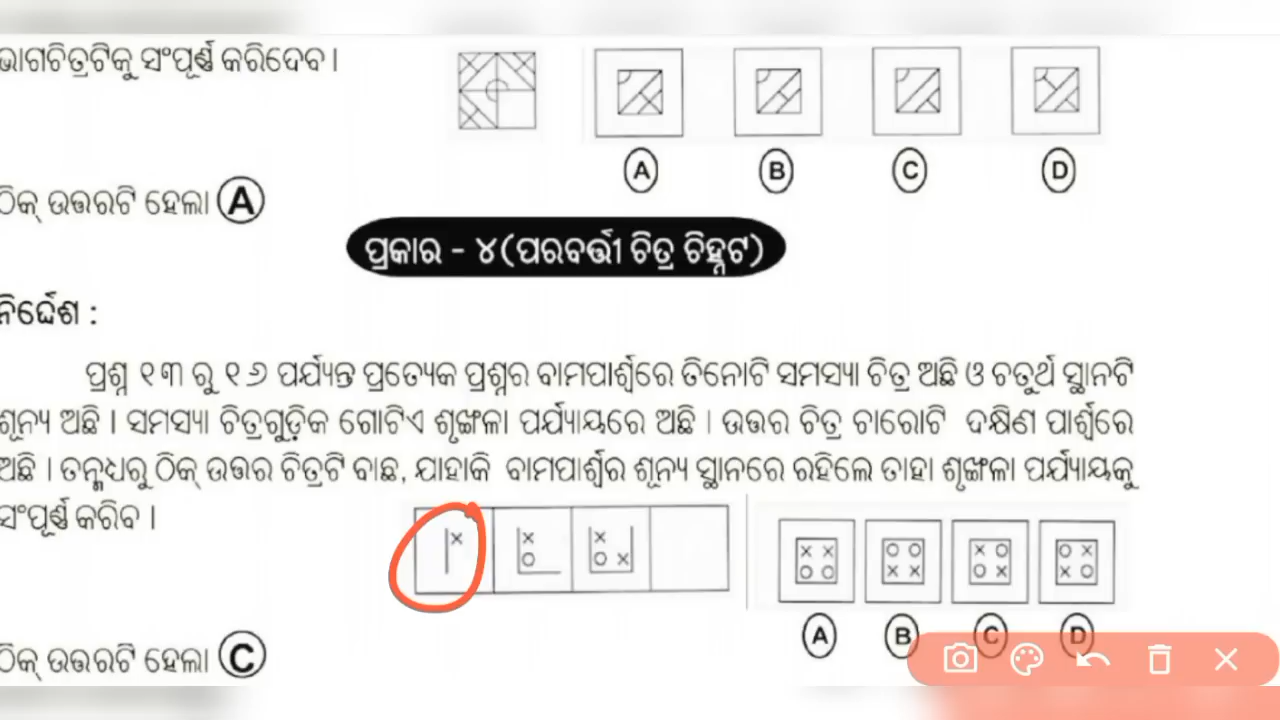 ଭାଗଚିତ୍ରଟିକୁ ସଂପୂର୍ଣ୍ଣ କରିଦେବ ।
A B C D
ଠିକ୍ ଉତ୍ତରଟି ହେଲା A
ପ୍ରକାର - ୪ (ପରବର୍ତ୍ତୀ ଚିତ୍ର ଚିହ୍ନଟ)
ନିର୍ଦ୍ଦେଶ :
ପ୍ରଶ୍ନ ୧୩ ରୁ ୧୬ ପର୍ଯ୍ୟନ୍ତ ପ୍ରତ୍ୟେକ ପ୍ରଶ୍ନର ବାମପାର୍ଶ୍ୱରେ ତିନୋଟି ସମସ୍ୟା ଚିତ୍ର ଅଛି ଓ ଚତୁର୍ଥ ସ୍ଥାନଟି
ଶୂନ୍ୟ ଅଛି । ସମସ୍ୟା ଚିତ୍ରଗୁଡ଼ିକ ଗୋଟିଏ ଶୃଙ୍ଖଳା ପର୍ଯ୍ୟାୟରେ ଅଛି । ଉତ୍ତର ଚିତ୍ର ଚାରୋଟି ଦକ୍ଷିଣ ପାର୍ଶ୍ୱରେ
ଅଛି । ତନ୍ମଧ୍ୟରୁ ଠିକ୍ ଉତ୍ତର ଚିତ୍ରଟି ବାଛ, ଯାହାକି ବାମପାର୍ଶ୍ୱର ଶୂନ୍ୟ ସ୍ଥାନରେ ରହିଲେ ତାହା ଶୃଙ୍ଖଳା ପର୍ଯ୍ୟାୟକୁ
ସଂପୂର୍ଣ୍ଣ କରିବ ।
A B C D
ଠିକ୍ ଉତ୍ତରଟି ହେଲା C